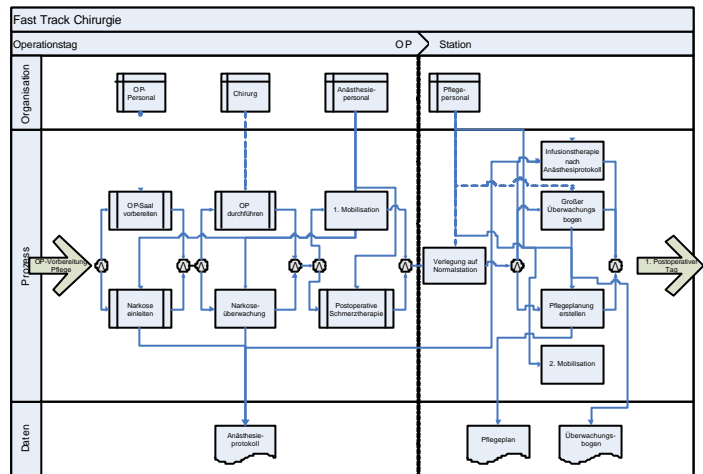 Fast Track Chirurgie
Operationstag
OP
Station
Organisation
OP-
Personal
Chirurg
Anästhesie-
personal
Pflege-
personal
Prozess
Infusionstherapie
nach
Anästhesiprotokoll
OP-Saal
vorbereiten
OP
durchführen
1. Mobilisation
Großer
Überwachungs
bogen
OP-Vorbereitung
Pflege
Verlegung auf
Normalstation
1. Postoperativer
Tag
Narkose
einleiten
Narkose-
überwachung
Postoperative
Schmerztherapie
Pflegeplanung
erstellen
2. Mobilisation
Daten
Anästhesie-
protokoll
Pflegeplan
Überwachungs-
bogen